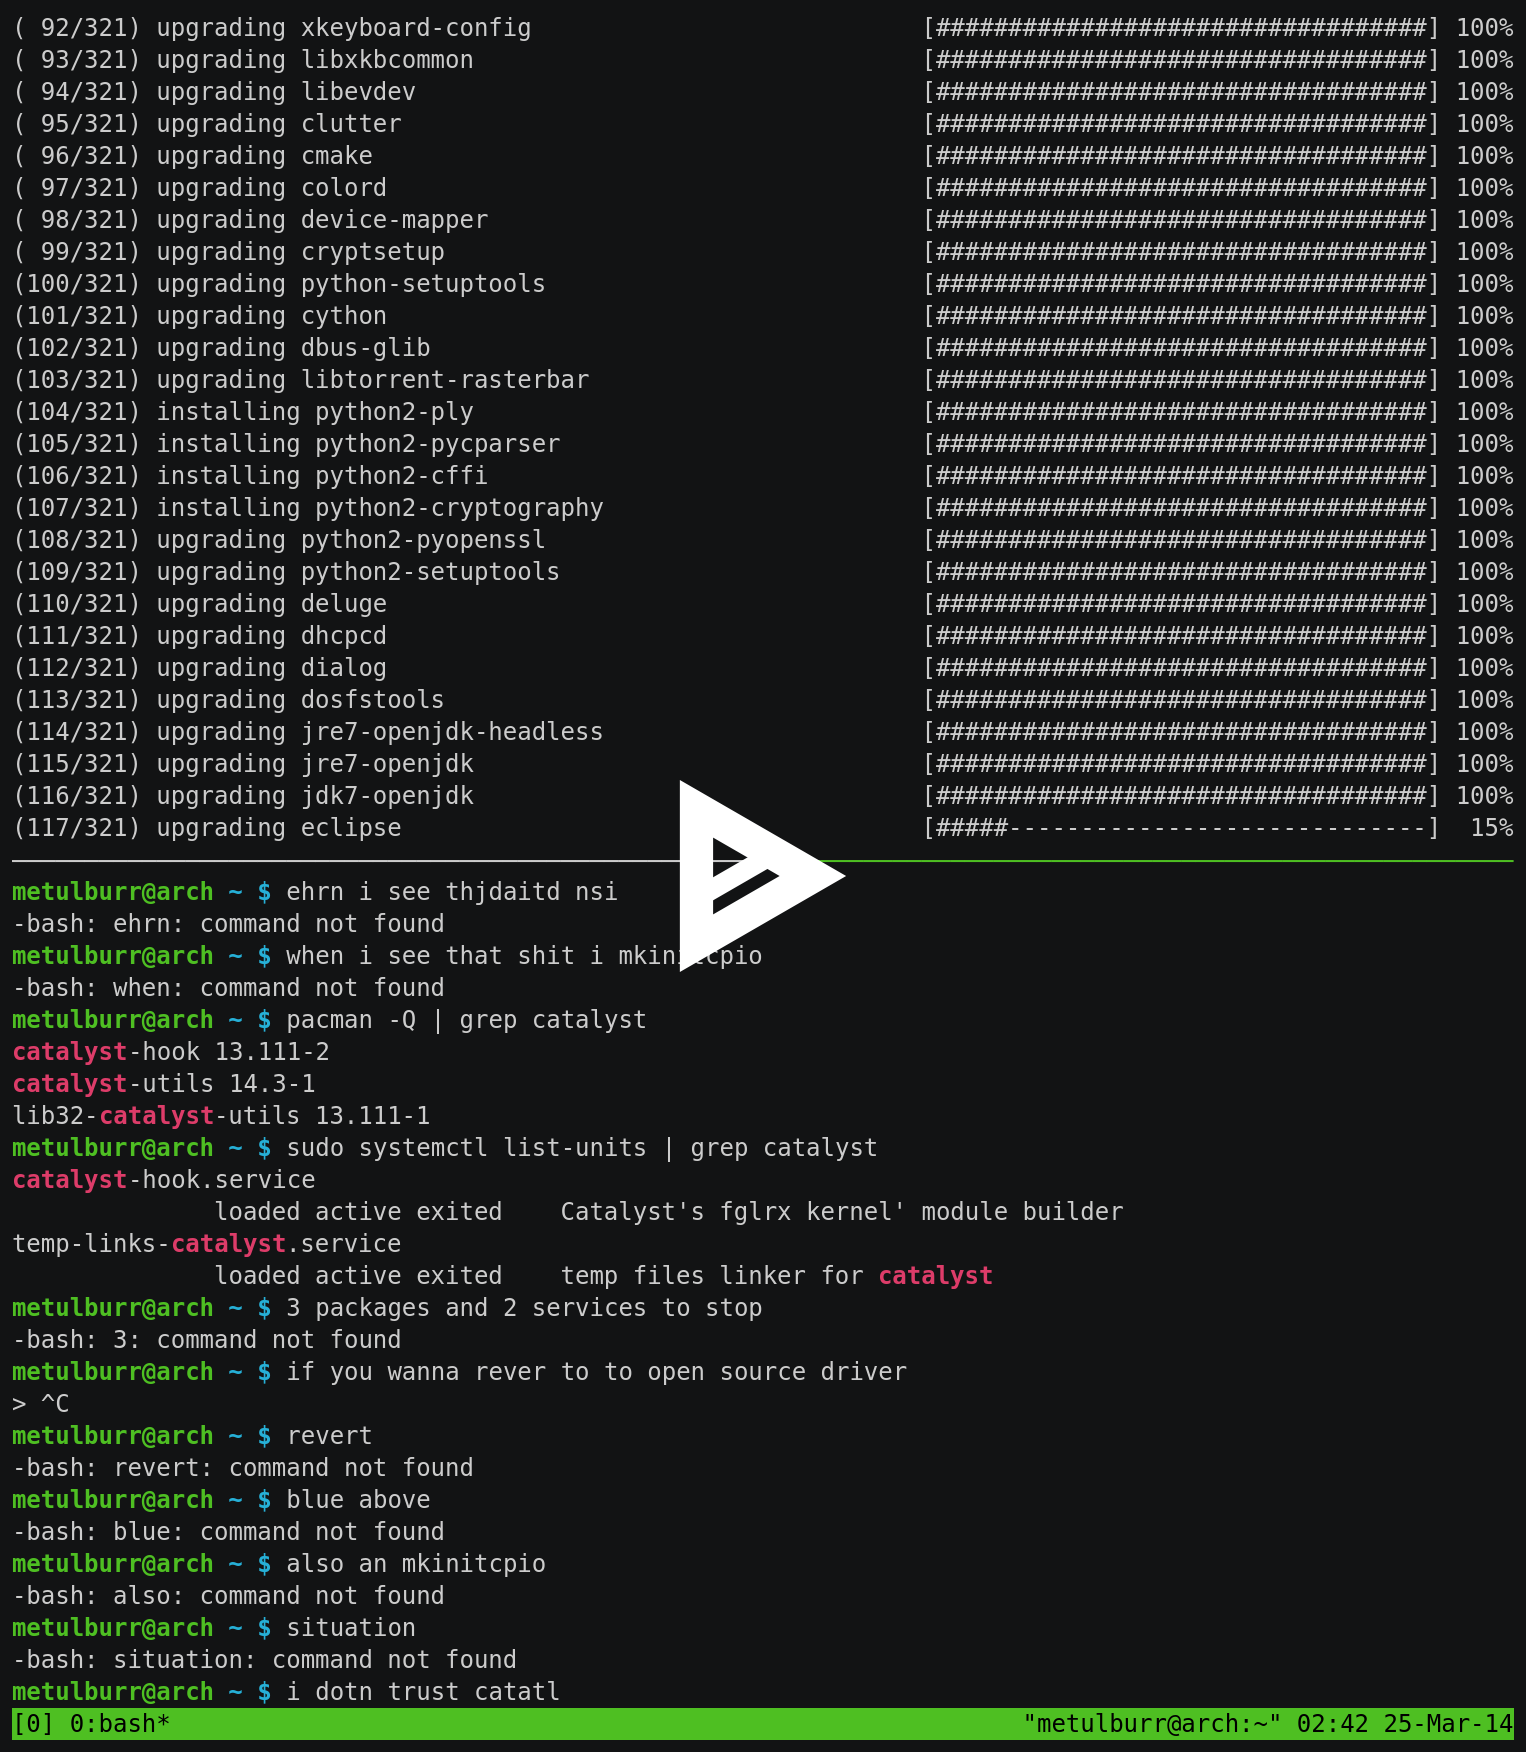 ( 92/321) upgrading xkeyboard-config [##################################] 100%
( 93/321) upgrading libxkbcommon [##################################] 100%
( 94/321) upgrading libevdev [##################################] 100%
( 95/321) upgrading clutter [##################################] 100%
( 96/321) upgrading cmake [##################################] 100%
( 97/321) upgrading colord [##################################] 100%
( 98/321) upgrading device-mapper [##################################] 100%
( 99/321) upgrading cryptsetup [##################################] 100%
(100/321) upgrading python-setuptools [##################################] 100%
(101/321) upgrading cython [##################################] 100%
(102/321) upgrading dbus-glib [##################################] 100%
(103/321) upgrading libtorrent-rasterbar [##################################] 100%
(104/321) installing python2-ply [##################################] 100%
(105/321) installing python2-pycparser [##################################] 100%
(106/321) installing python2-cffi [##################################] 100%
(107/321) installing python2-cryptography [##################################] 100%
(108/321) upgrading python2-pyopenssl [##################################] 100%
(109/321) upgrading python2-setuptools [##################################] 100%
(110/321) upgrading deluge [##################################] 100%
(111/321) upgrading dhcpcd [##################################] 100%
(112/321) upgrading dialog [##################################] 100%
(113/321) upgrading dosfstools [##################################] 100%
(114/321) upgrading jre7-openjdk-headless [##################################] 100%
(115/321) upgrading jre7-openjdk [##################################] 100%
(116/321) upgrading jdk7-openjdk [##################################] 100%
(117/321) upgrading eclipse [#####-----------------------------] 15%
metulburr@arch ~ $ ehrn i see thjdaitd nsi
-bash: ehrn: command not found
metulburr@arch ~ $ when i see that shit i mkinitcpio
-bash: when: command not found
metulburr@arch ~ $ pacman -Q | grep catalyst
catalyst-hook 13.111-2
catalyst-utils 14.3-1
lib32-catalyst-utils 13.111-1
metulburr@arch ~ $ sudo systemctl list-units | grep catalyst
catalyst-hook.service
loaded active exited    Catalyst's fglrx kernel' module builder
temp-links-catalyst.service
loaded active exited    temp files linker for catalyst
metulburr@arch ~ $ 3 packages and 2 services to stop
-bash: 3: command not found
metulburr@arch ~ $ if you wanna rever to to open source driver
> ^C
metulburr@arch ~ $ revert
-bash: revert: command not found
metulburr@arch ~ $ blue above
-bash: blue: command not found
metulburr@arch ~ $ also an mkinitcpio
-bash: also: command not found
metulburr@arch ~ $ situation
-bash: situation: command not found
metulburr@arch ~ $ i dotn trust catatl
[0] 0:bash* "metulburr@arch:~" 02:42 25-Mar-14